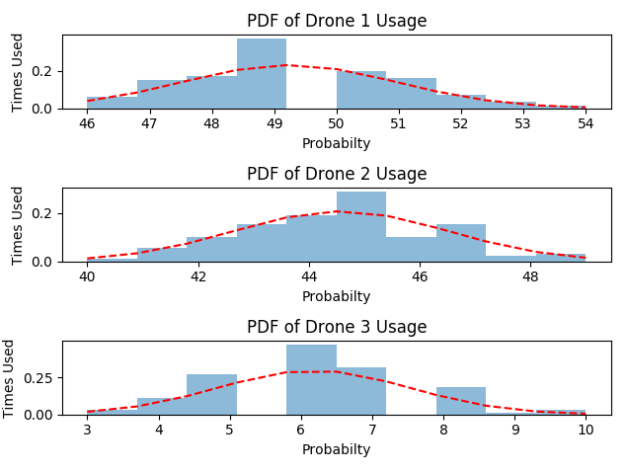 PDF of Drone 1 Usage
Times Used
0.2
0.0
46 47 48 49 50 51 52 53 54
Probabilty
PDF of Drone 2 Usage
Times Used
0.2
0.0
40 42 44 46 48
Probabilty
PDF of Drone 3 Usage
Times Used
0.25
0.00
3 4 5 6 7 8 9 10
Probabilty